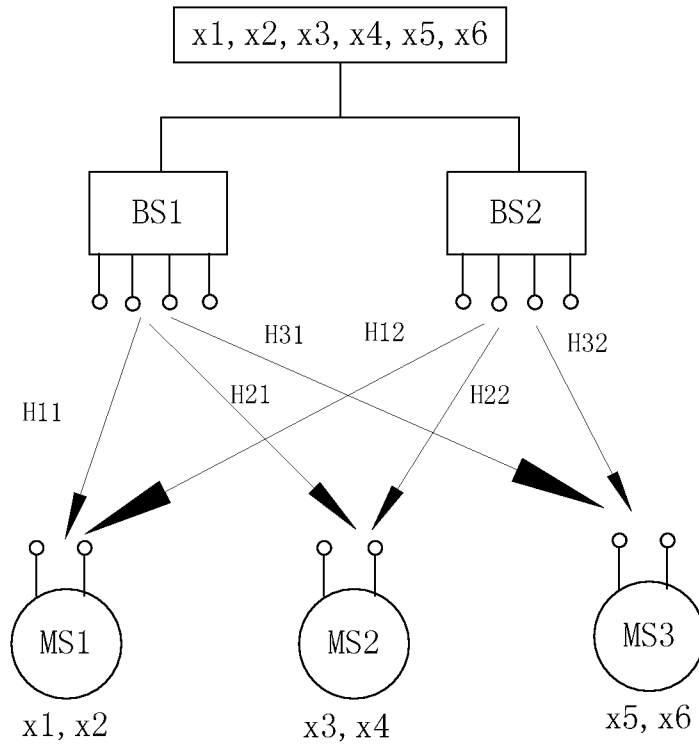 x1, x2, x3, x4, x5, x6
BS1
BS2
H31
H12
H32
H11
H21
H22
MS1
MS2
MS3
x1, x2
x3, x4
x5, x6